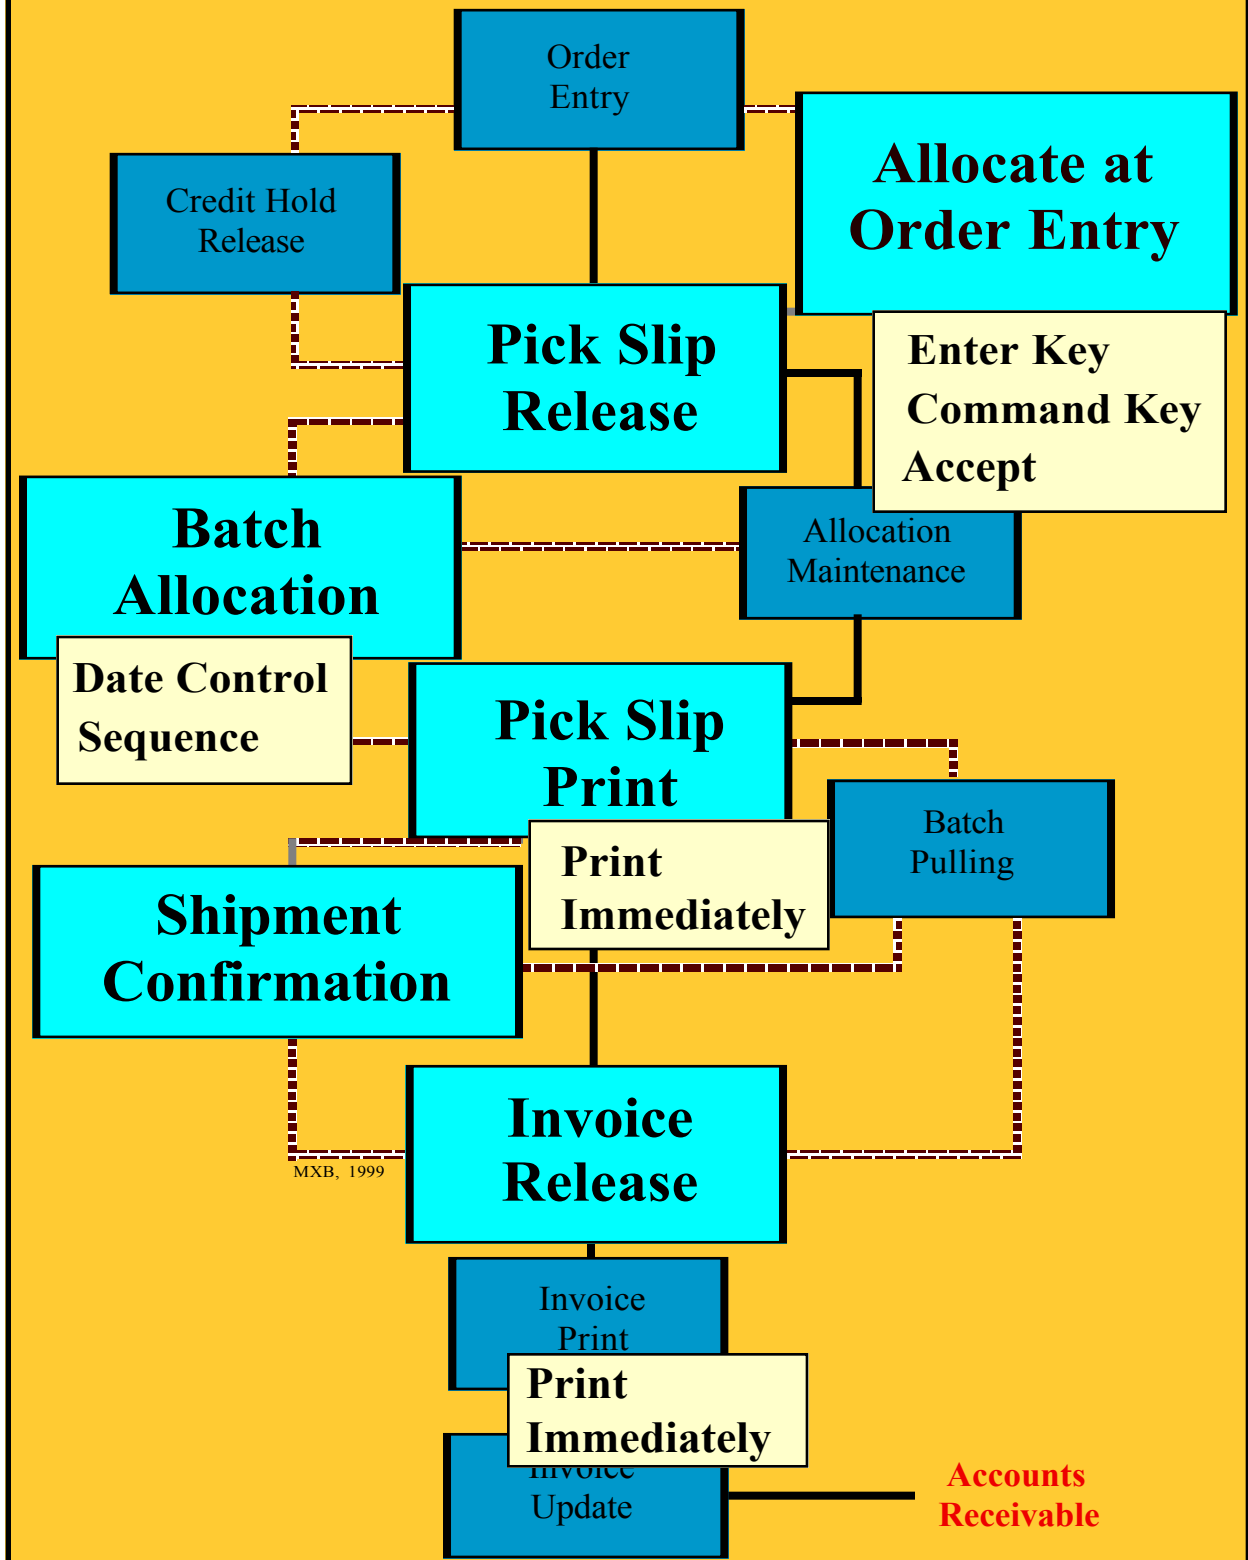 Order
Entry
Allocate at
Order Entry
Credit Hold
Release
Pick Slip
Release
Enter Key
Command Key
Accept
Batch
Allocation
Allocation
Maintenance
Date Control
Sequence
Pick Slip
Print
Batch
Pulling
Print
Immediately
Shipment
Confirmation
Invoice
Release
MXB, 1999
Invoice
Print
Print
Immediately
Invoice
Update
Accounts
Receivable